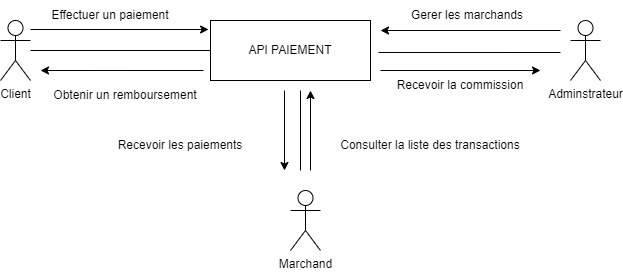 Effectuer un paiement
Gerer les marchands
API PAIEMENT
Client
Obtenir un remboursement
Recevoir la commission
Adminstrateur
Recevoir les paiements
Consulter la liste des transactions
Marchand